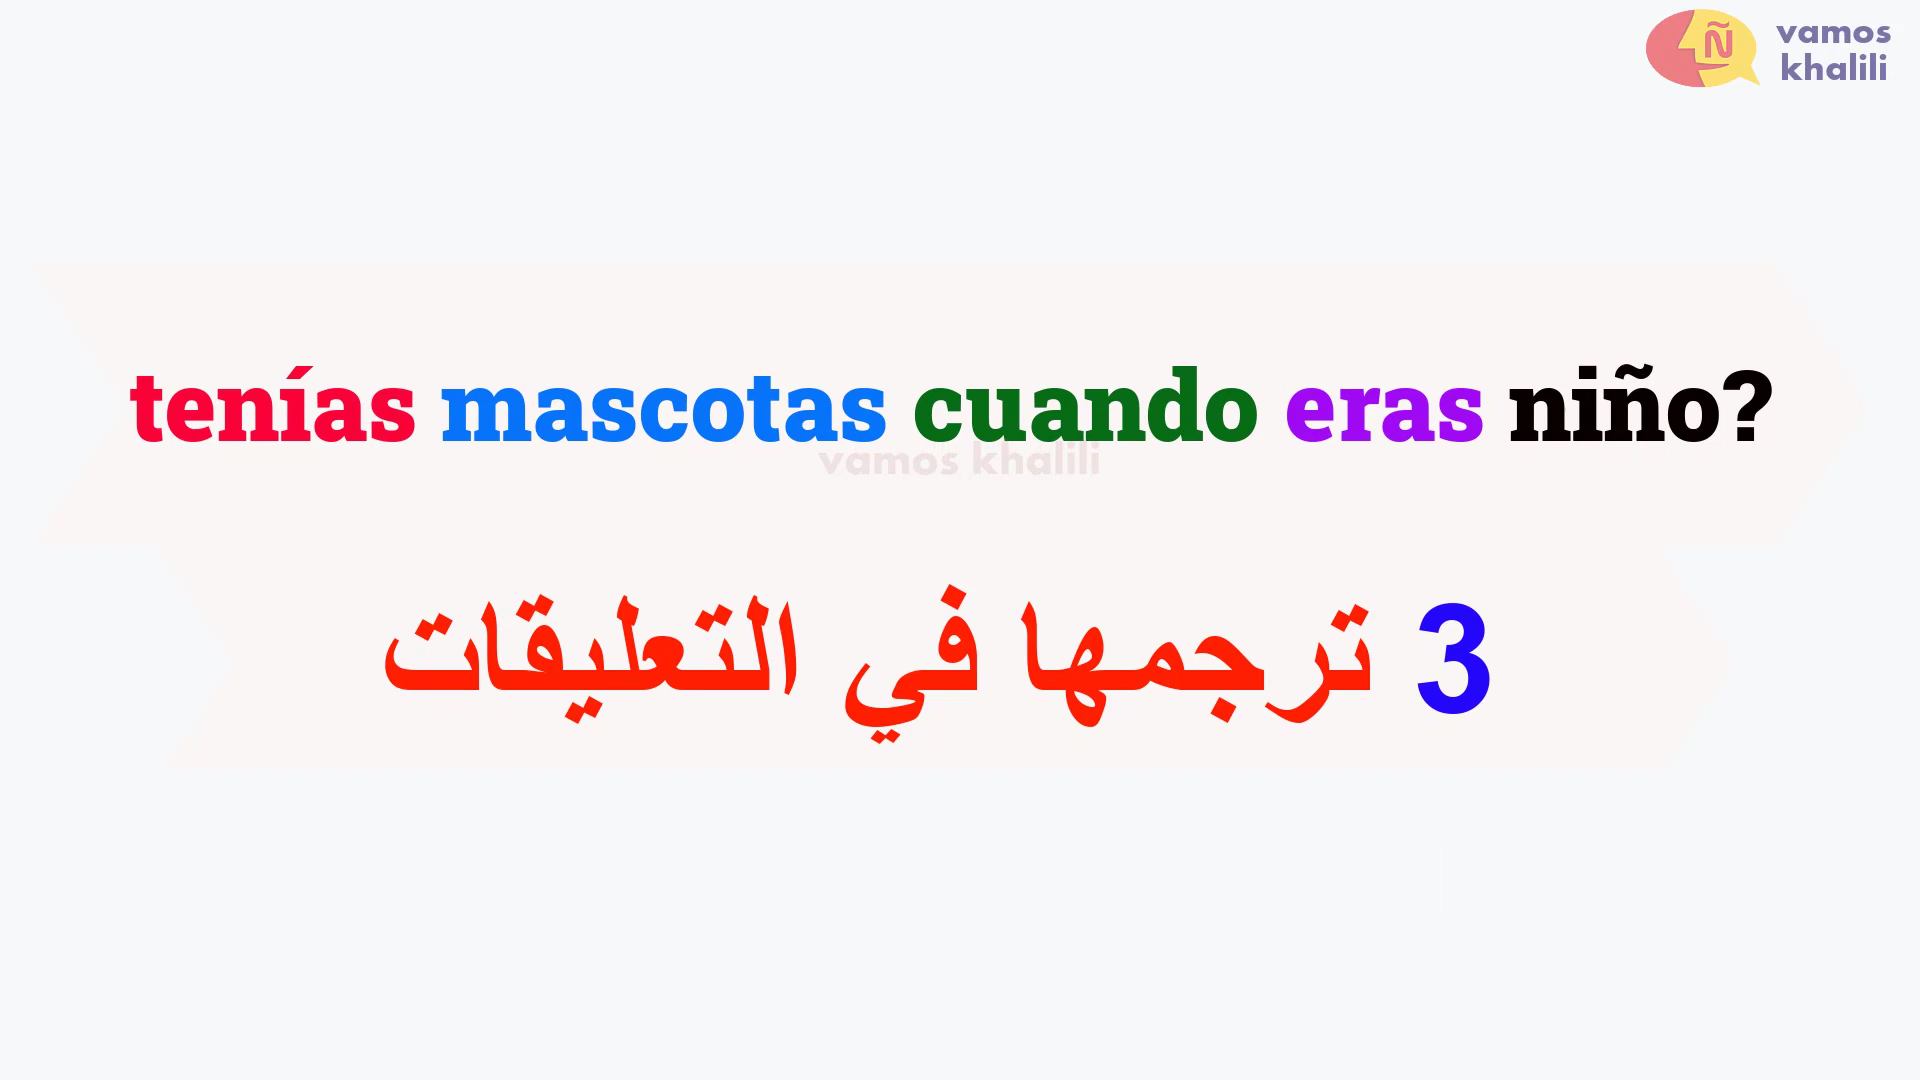 Ñ
vamos
khalili
tenías mascotas cuando eras niño?
vamos khalili
3 ترجمها في التعليقات